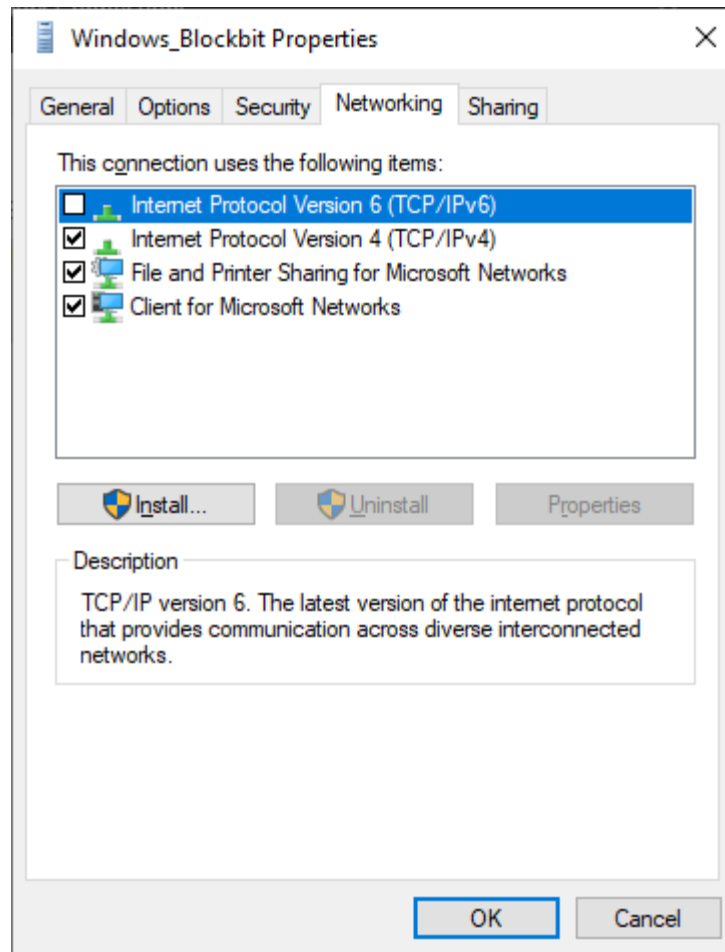 Windows_Blockbit Properties
General Options Security Networking Sharing
This connection uses the following items:
Internet Protocol Version 6 (TCP/IPv6)
Internet Protocol Version 4 (TCP/IPv4)
File and Printer Sharing for Microsoft Networks
Client for Microsoft Networks
Install... Uninstall Properties
Description
TCP/IP version 6. The latest version of the internet protocol
that provides communication across diverse interconnected
networks.
OK Cancel